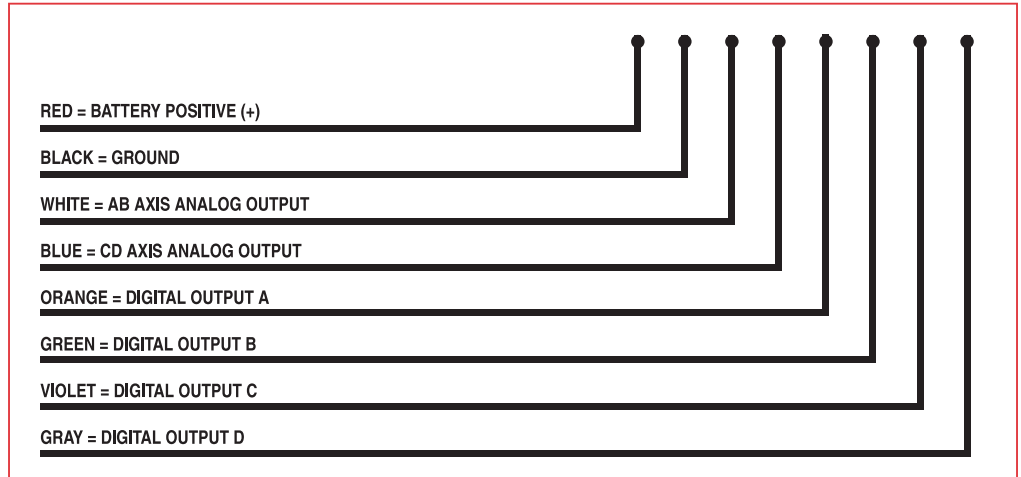 RED = BATTERY POSITIVE (+)
BLACK = GROUND
WHITE = AB AXIS ANALOG OUTPUT
BLUE = CD AXIS ANALOG OUTPUT
ORANGE = DIGITAL OUTPUT A
GREEN = DIGITAL OUTPUT B
VIOLET = DIGITAL OUTPUT C
GRAY = DIGITAL OUTPUT D